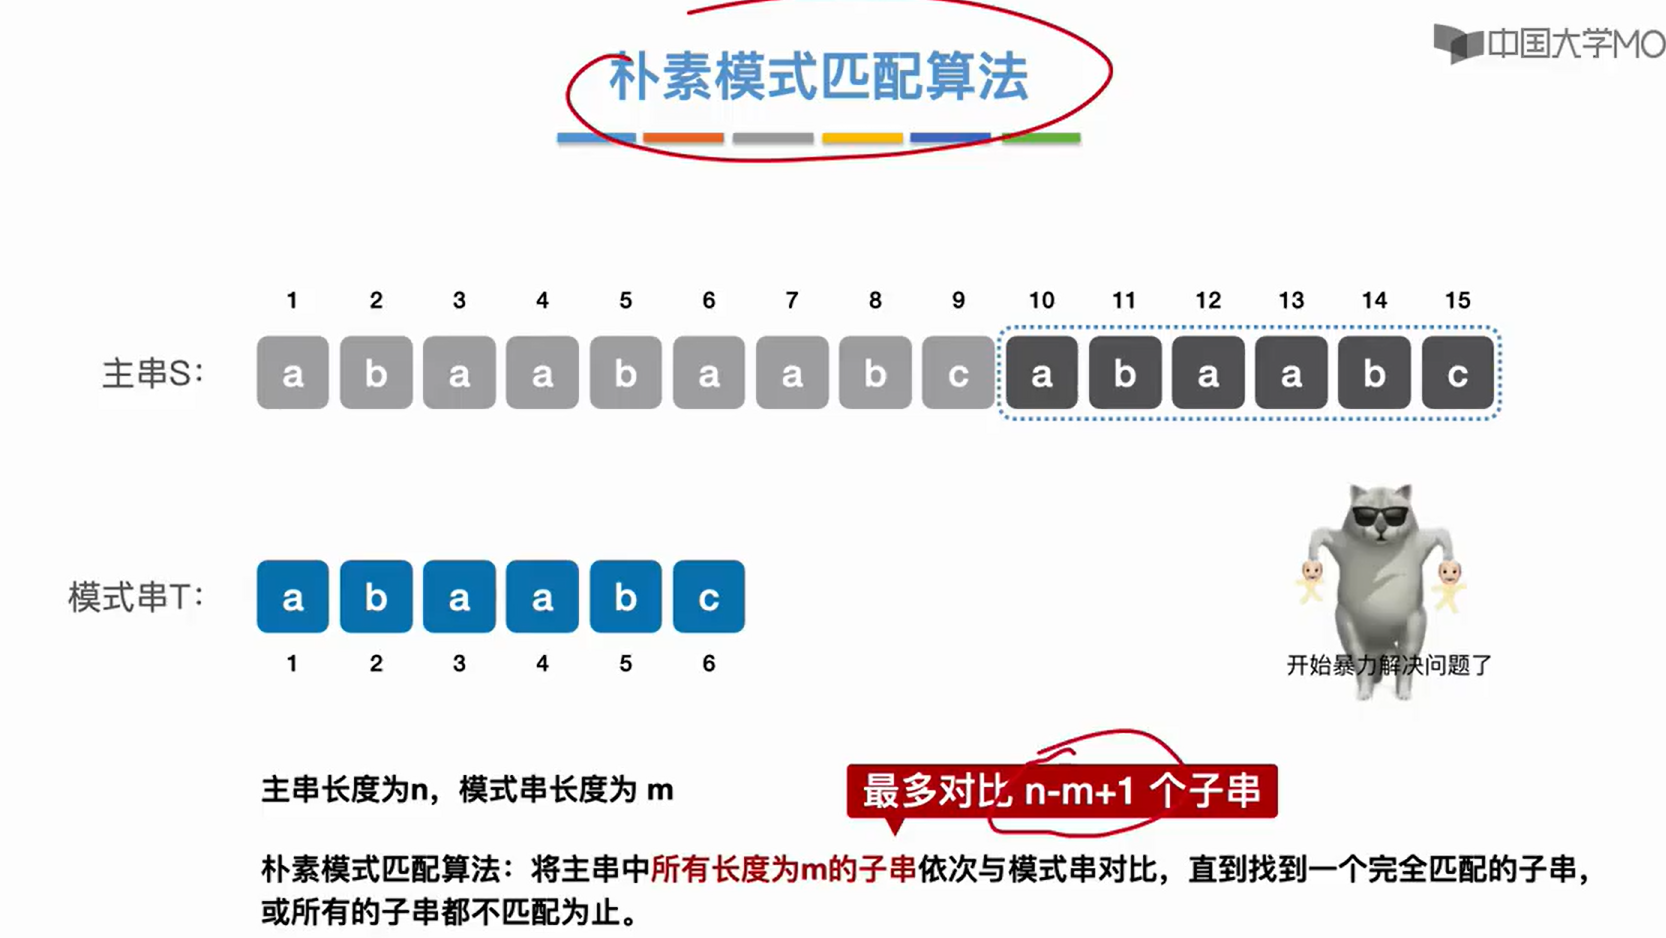 朴素模式匹配算法
中国大学MO
1 2 3 4 5 6 7 8 9 10 11 12 13 14 15
主串S： a b a a b a a b c a b a a b c
模式串T： a b a a b c
1 2 3 4 5 6
开始暴力解决问题了
主串长度为n，模式串长度为 m
最多对比 n-m+1 个子串
朴素模式匹配算法：将主串中所有长度为m的子串依次与模式串对比，直到找到一个完全匹配的子串，
或所有的子串都不匹配为止。